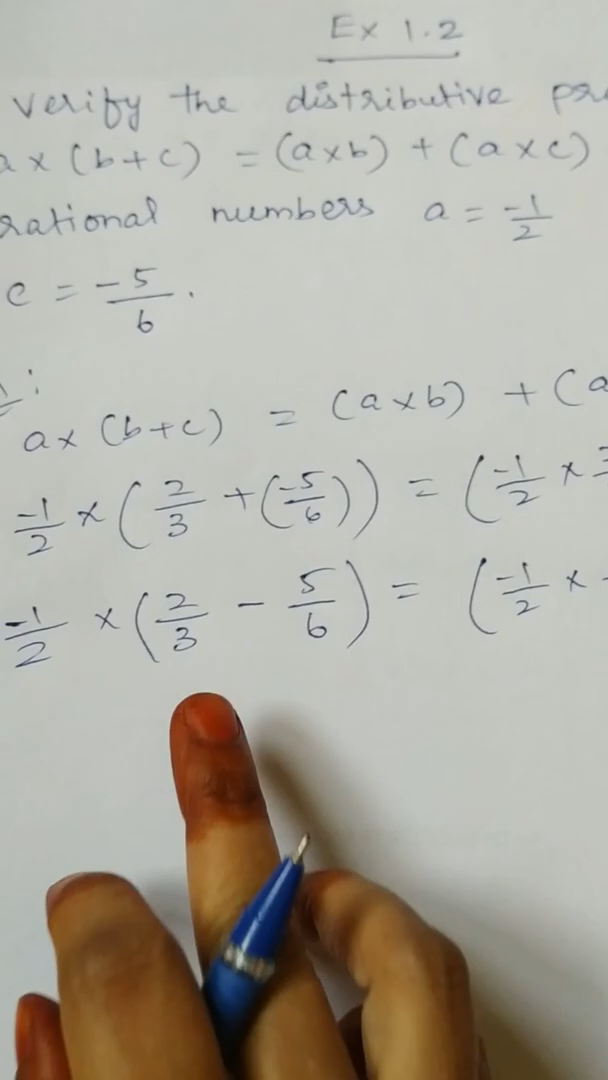 Ex 1.2
verify the distributive
a × (b+c) = (a×b) + (a×c)
rational numbers a = -1/2
c = -5/6.
a× (b+c) = (a×b) + (a
-1/2 × (2/3 + (-5/6)) = (-1/2 ×
-1/2 × (2/3 - 5/6) = (-1/2 ×